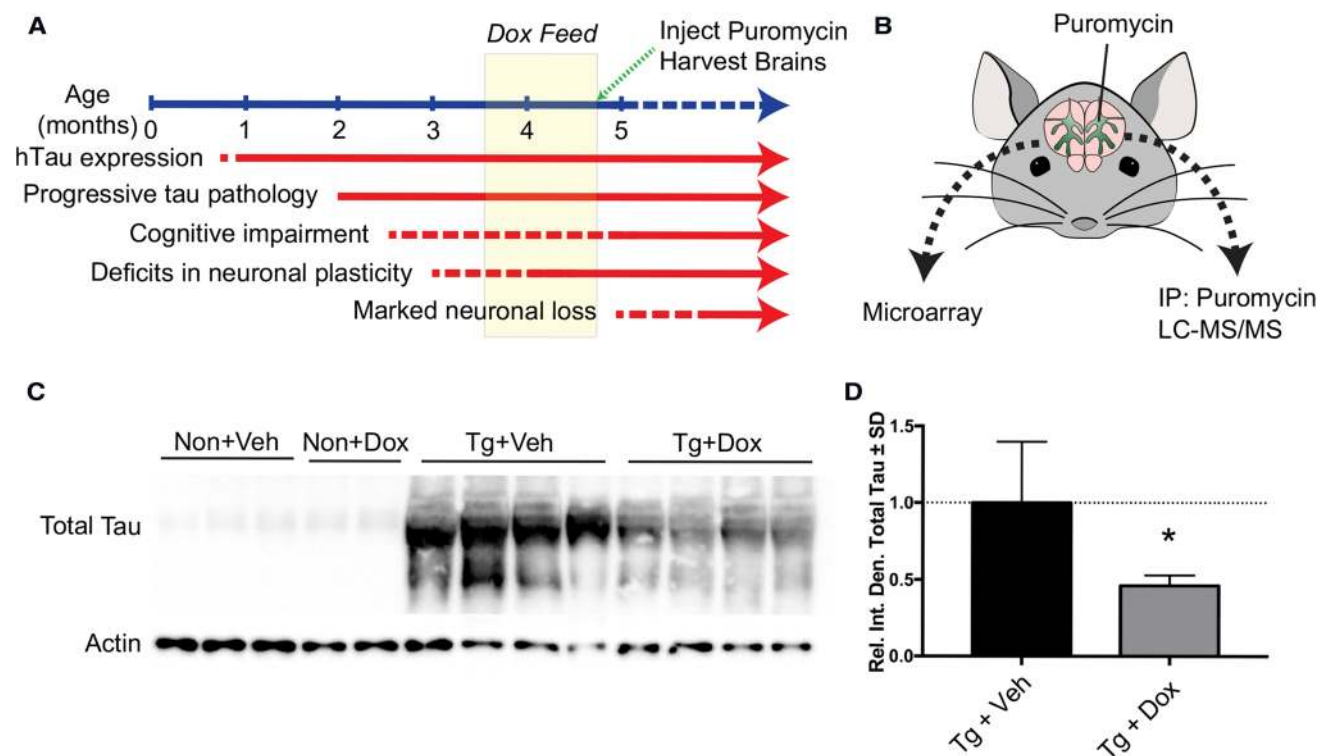 A
Dox Feed
Inject Puromycin
Harvest Brains
Age
(months)
0 1 2 3 4 5
hTau expression
Progressive tau pathology
Cognitive impairment
Deficits in neuronal plasticity
Marked neuronal loss
B
Puromycin
Microarray
IP: Puromycin
LC-MS/MS
C
Non+Veh Non+Dox Tg+Veh Tg+Dox
Total Tau
Actin
D
Rel. Int. Den. Total Tau ± SD
1.5
1.0
0.5
0.0
*
Tg + Veh
Tg + Dox